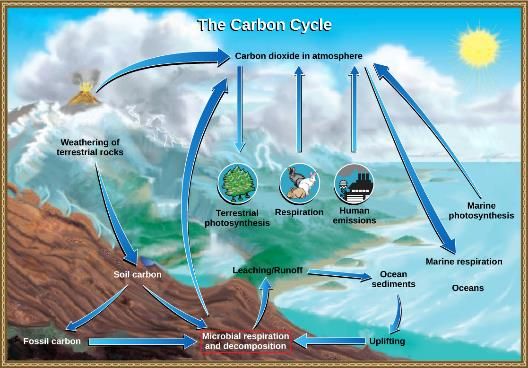 The Carbon Cycle
Carbon dioxide in atmosphere
Weathering of
terrestrial rocks
Terrestrial
photosynthesis
Respiration
Human
emissions
Marine
photosynthesis
Marine respiration
Soil carbon
Leaching/Runoff
Ocean
sediments
Oceans
Fossil carbon
Microbial respiration
and decomposition
Uplifting